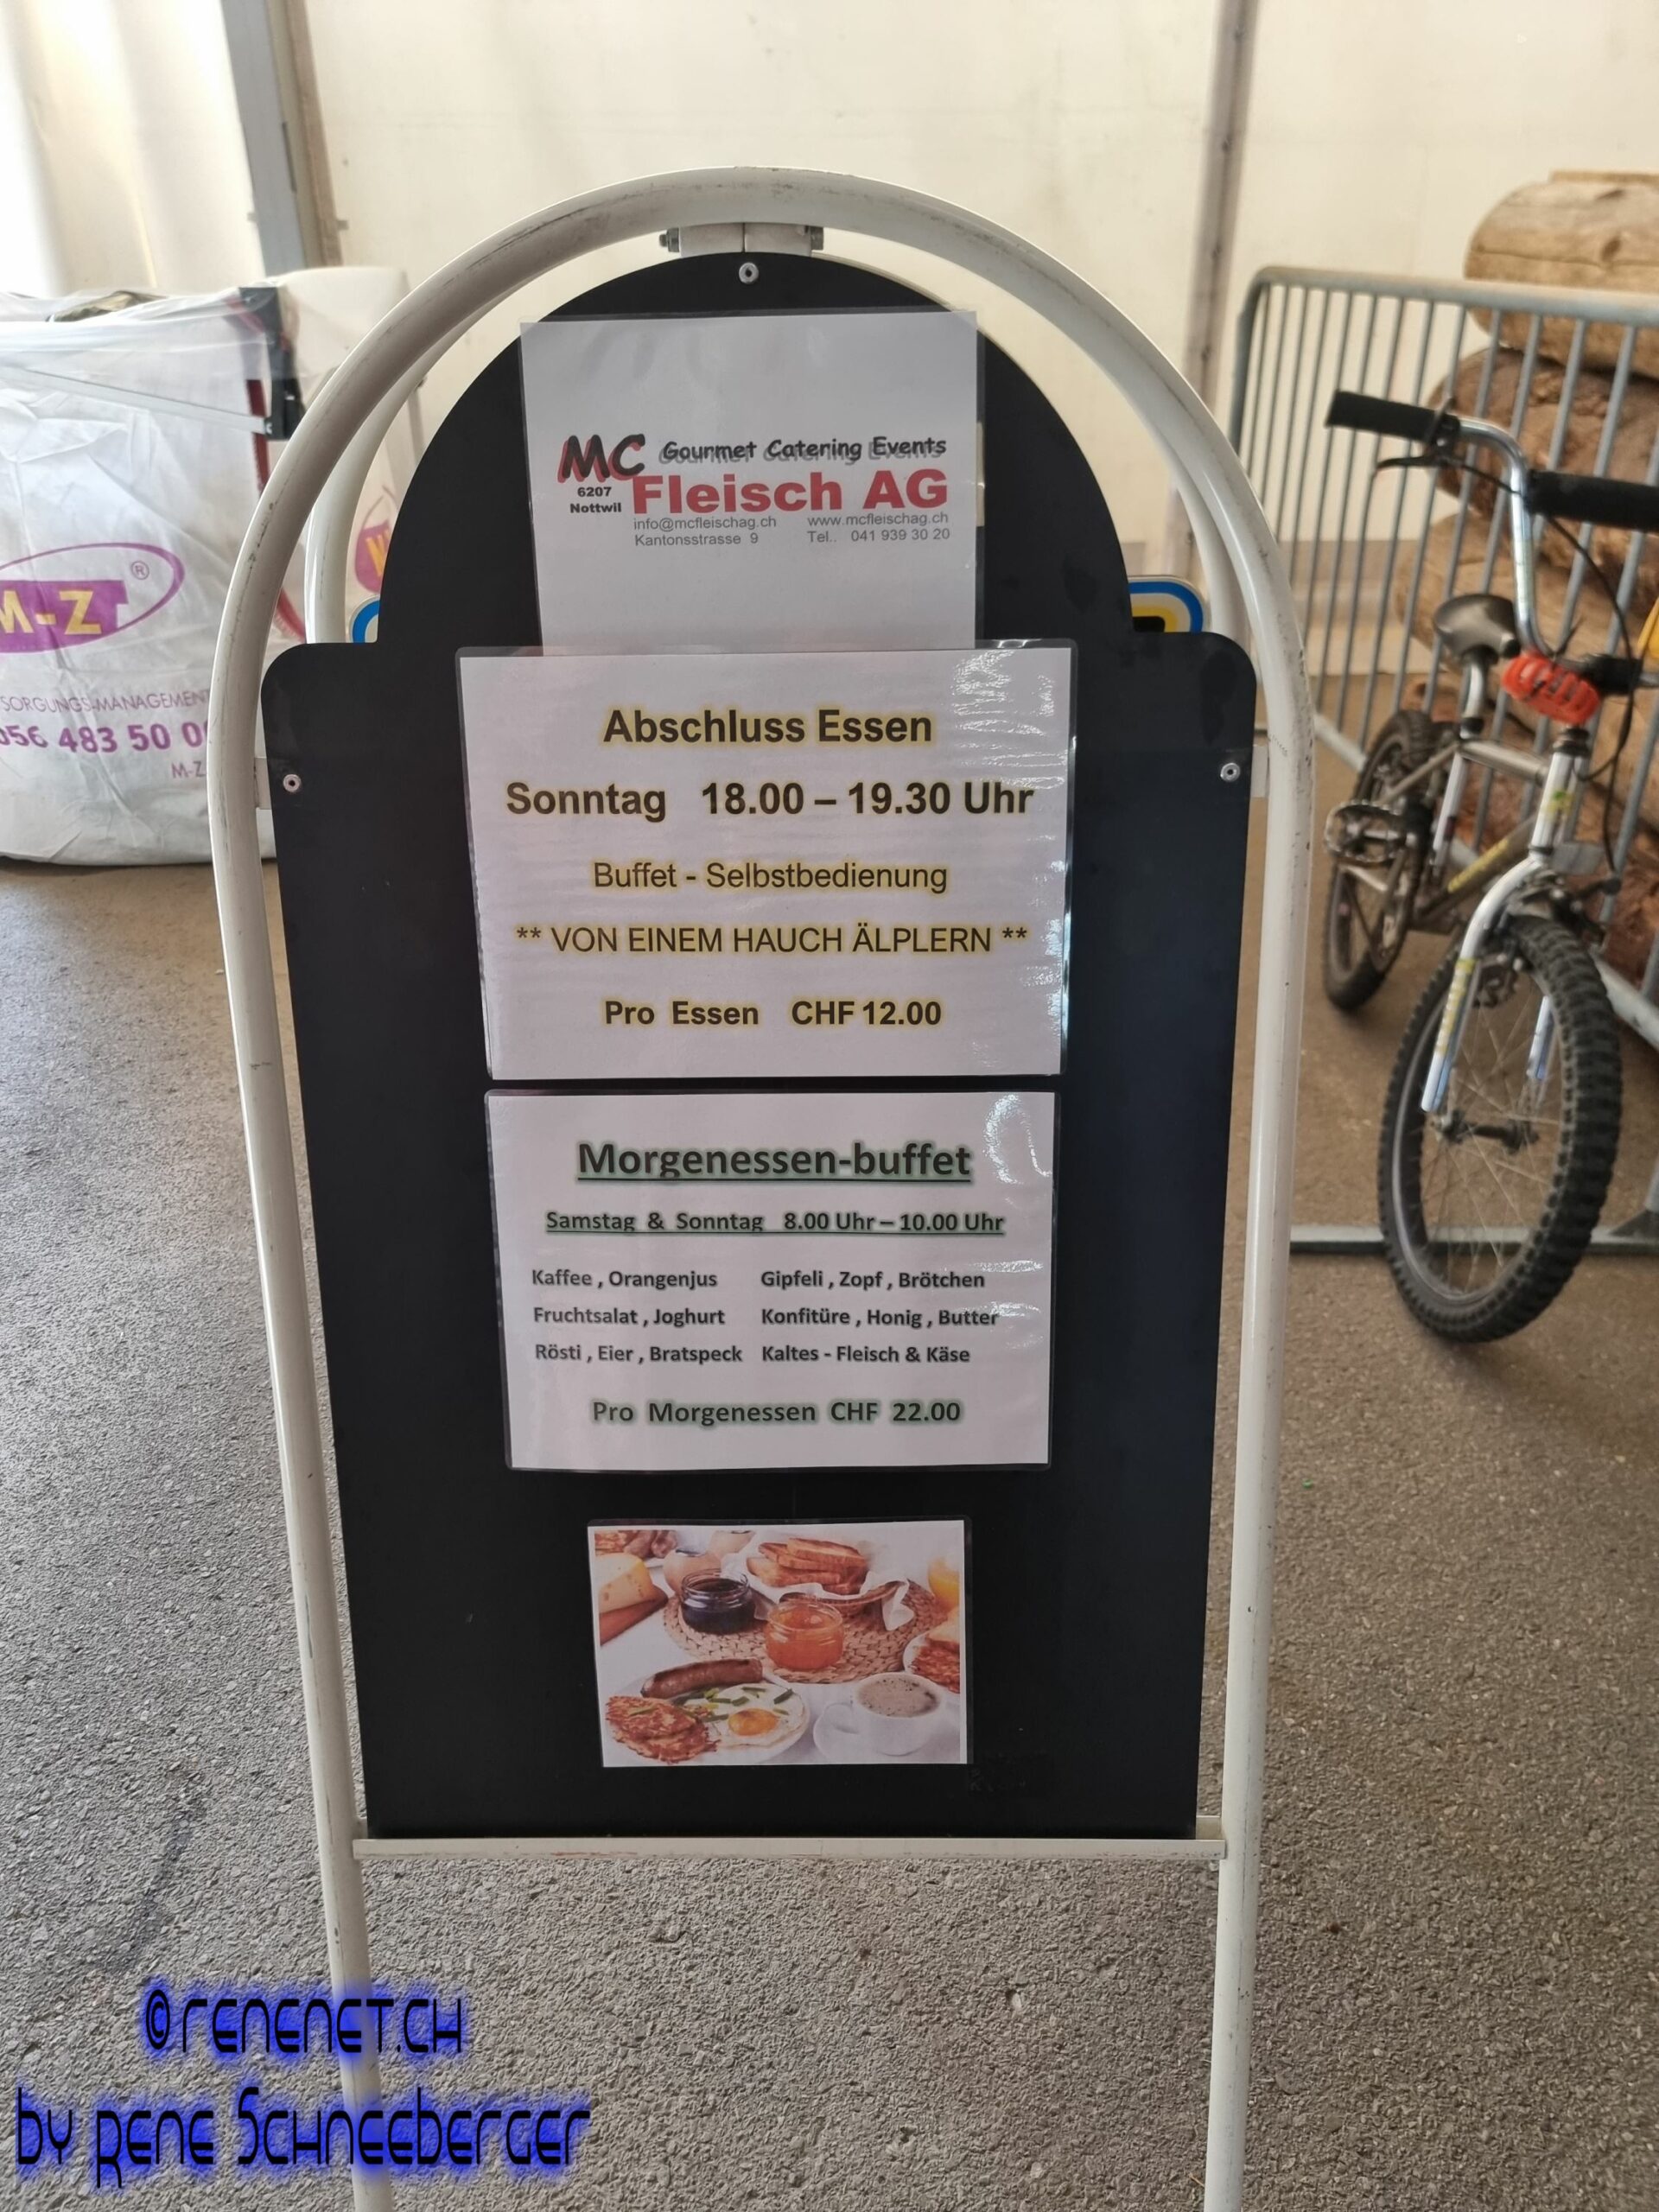 MC Gourmet Catering Events
6207 Fleisch AG
Nottwil
info@mcfleischag.ch www.mcfleischag.ch
Kantonsstrasse 9 Tel.. 041 939 30 20
M-Z®
SORGUNGS-MANAGEMENT
056 483 50 0
M-Z
Abschluss Essen
Sonntag 18.00 – 19.30 Uhr
Buffet - Selbstbedienung
** VON EINEM HAUCH ÄLPLERN **
Pro Essen CHF 12.00
Morgenessen-buffet
Samstag & Sonntag 8.00 Uhr – 10.00 Uhr
Kaffee , Orangenjus Gipfeli , Zopf , Brötchen
Fruchtsalat , Joghurt Konfitüre , Honig , Butter
Rösti , Eier , Bratspeck Kaltes - Fleisch & Käse
Pro Morgenessen CHF 22.00
©renenet.ch
by Rene Schneeberger